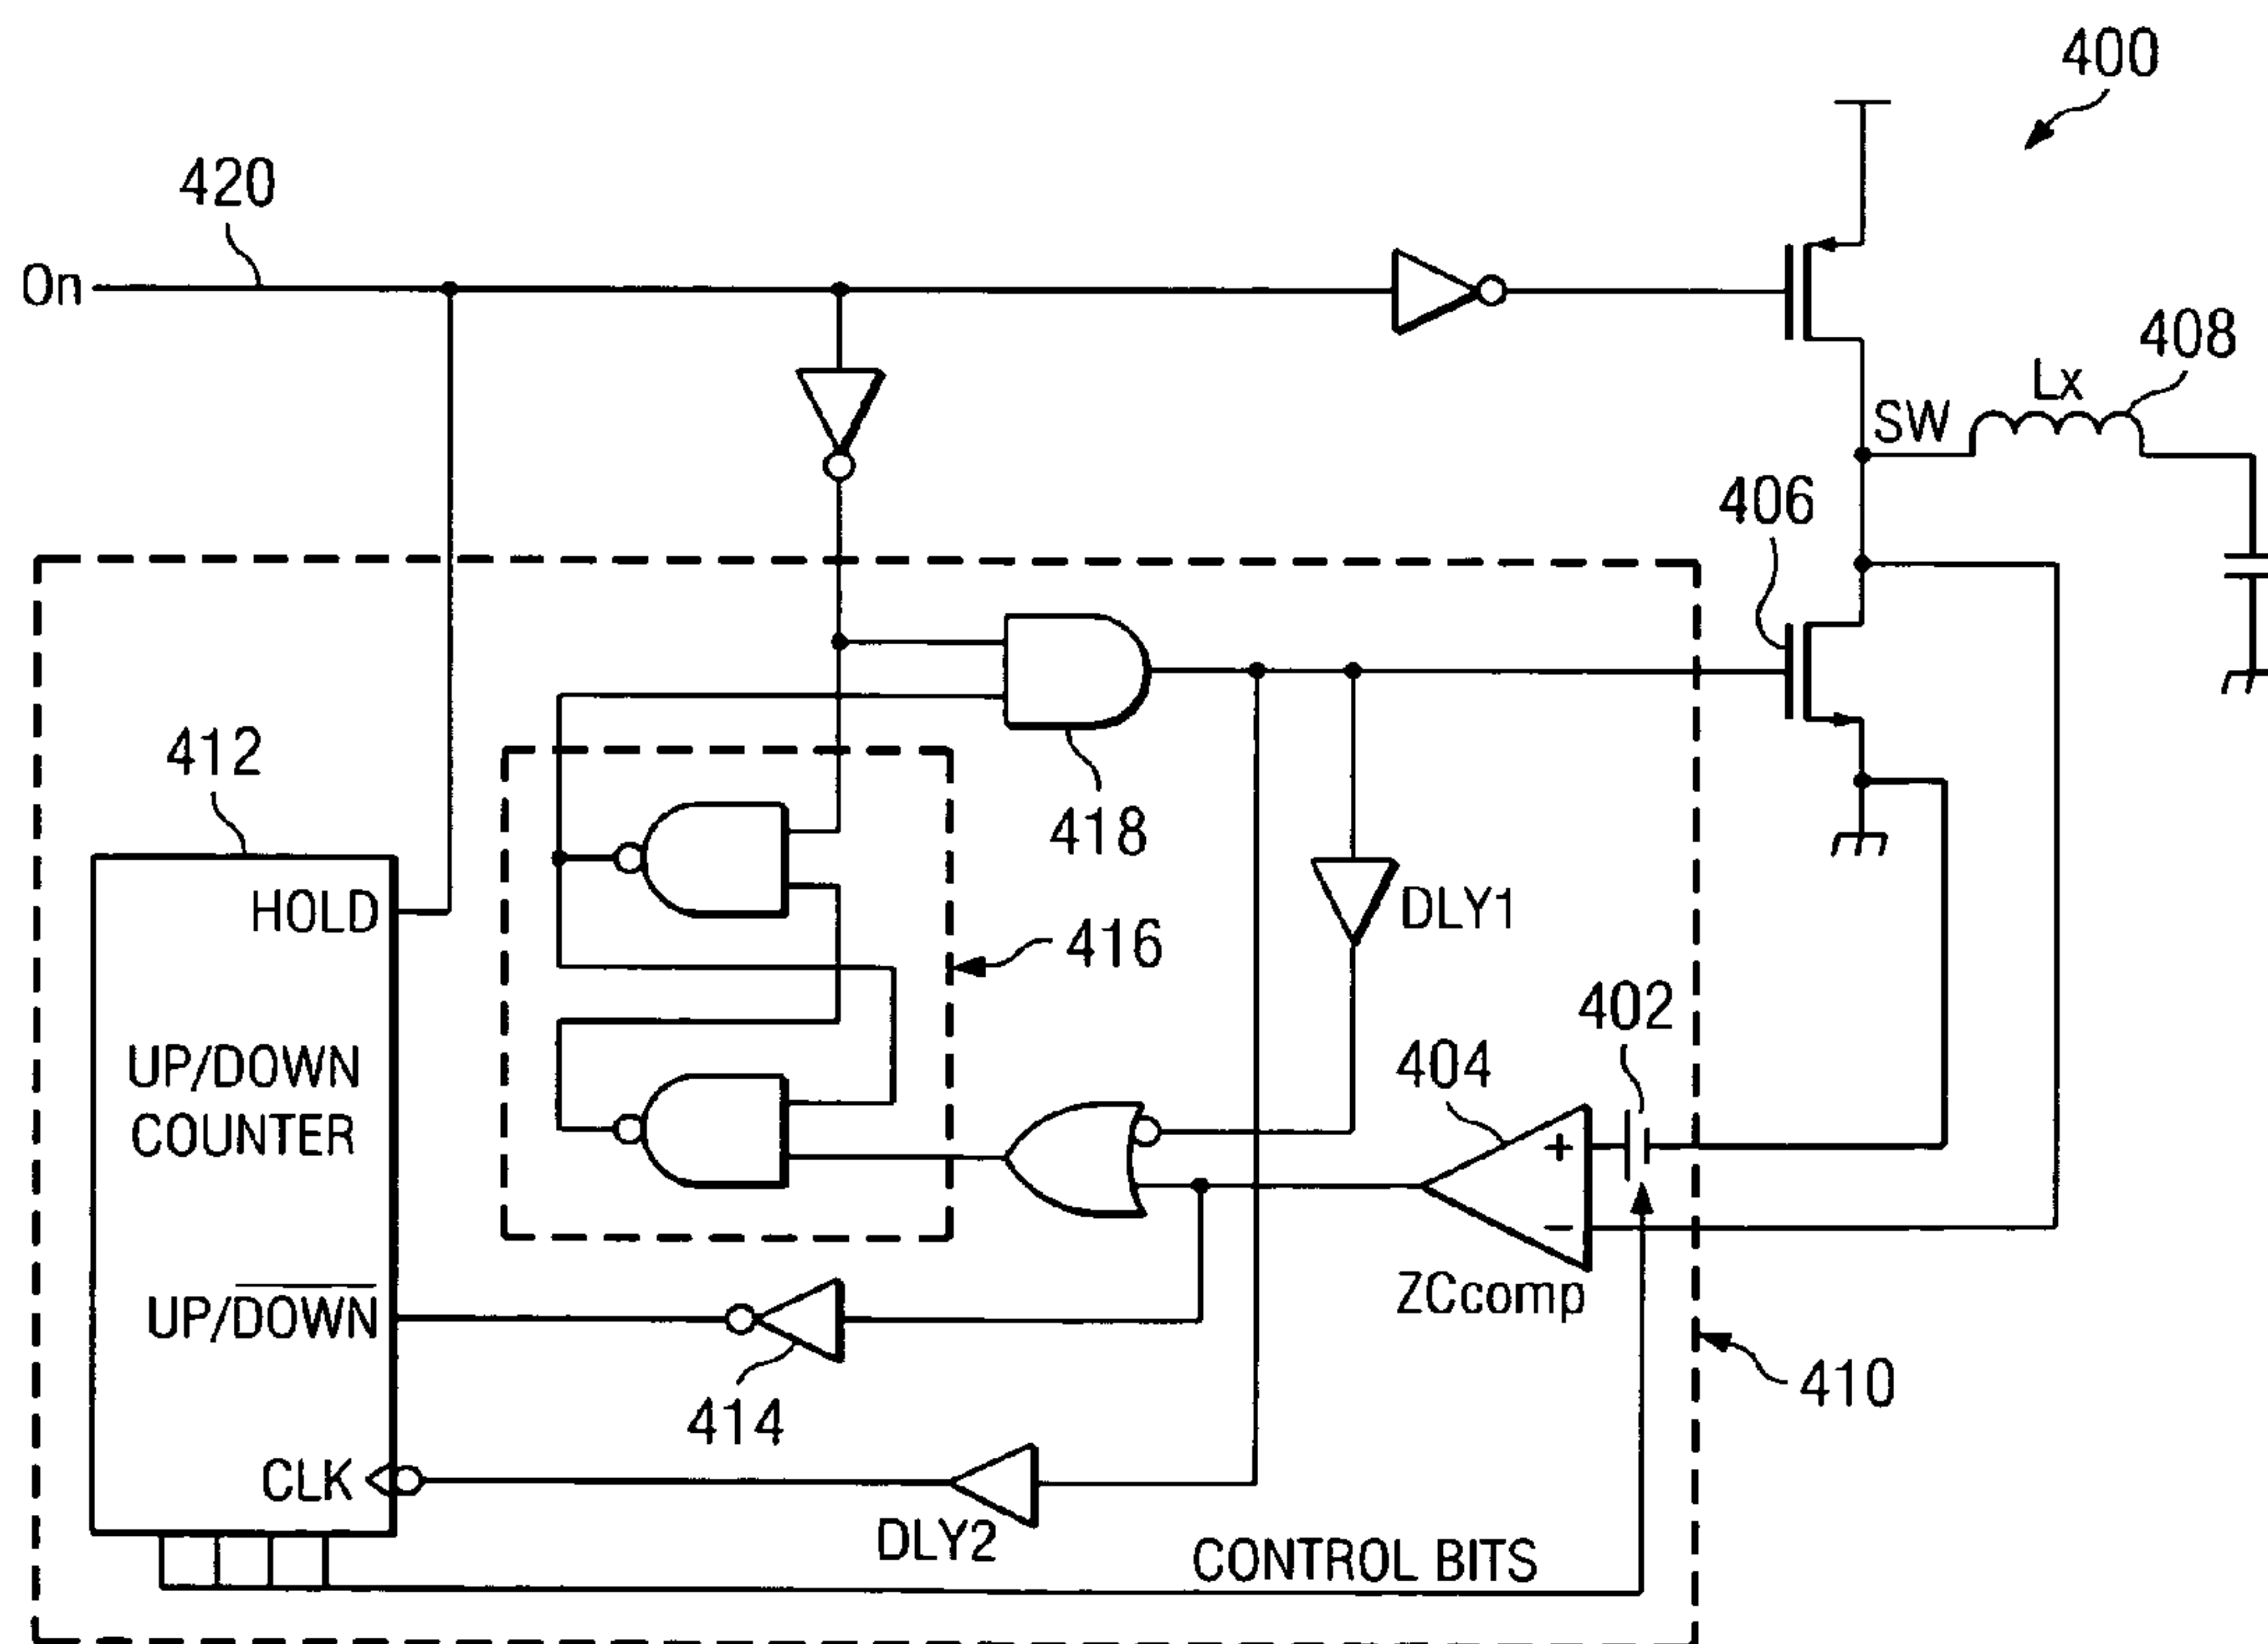 400
420
On
408
Lx
SW
406
412
418
HOLD
DLY1
416
402
404
UP/DOWN
COUNTER
+
−
UP/DOWN
ZCcomp
410
414
CLK
DLY2
CONTROL BITS